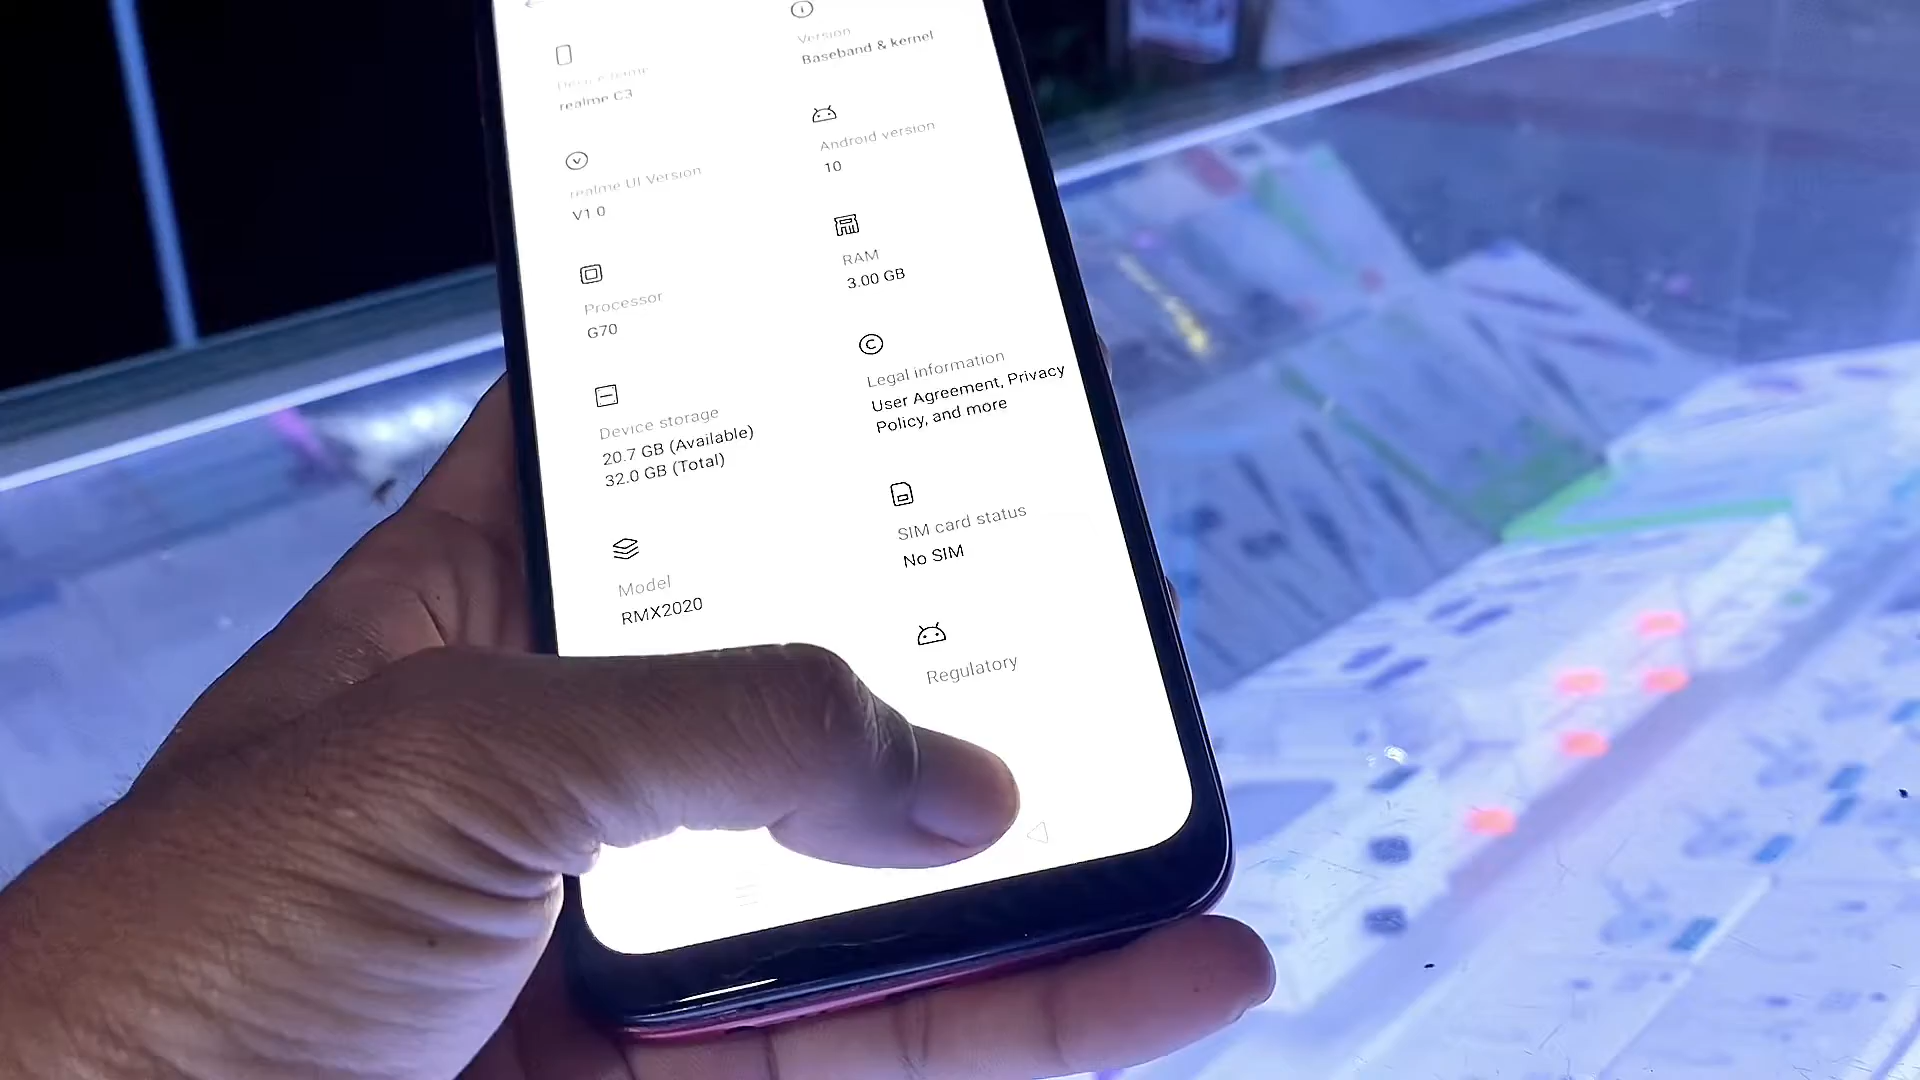 Device name
realme C3
Version
Baseband & kernel
realme UI Version
V1 0
Android version
10
Processor
G70
RAM
3.00 GB
Device storage
20.7 GB (Available)
32.0 GB (Total)
Legal information
User Agreement, Privacy
Policy, and more
Model
RMX2020
SIM card status
No SIM
Regulatory